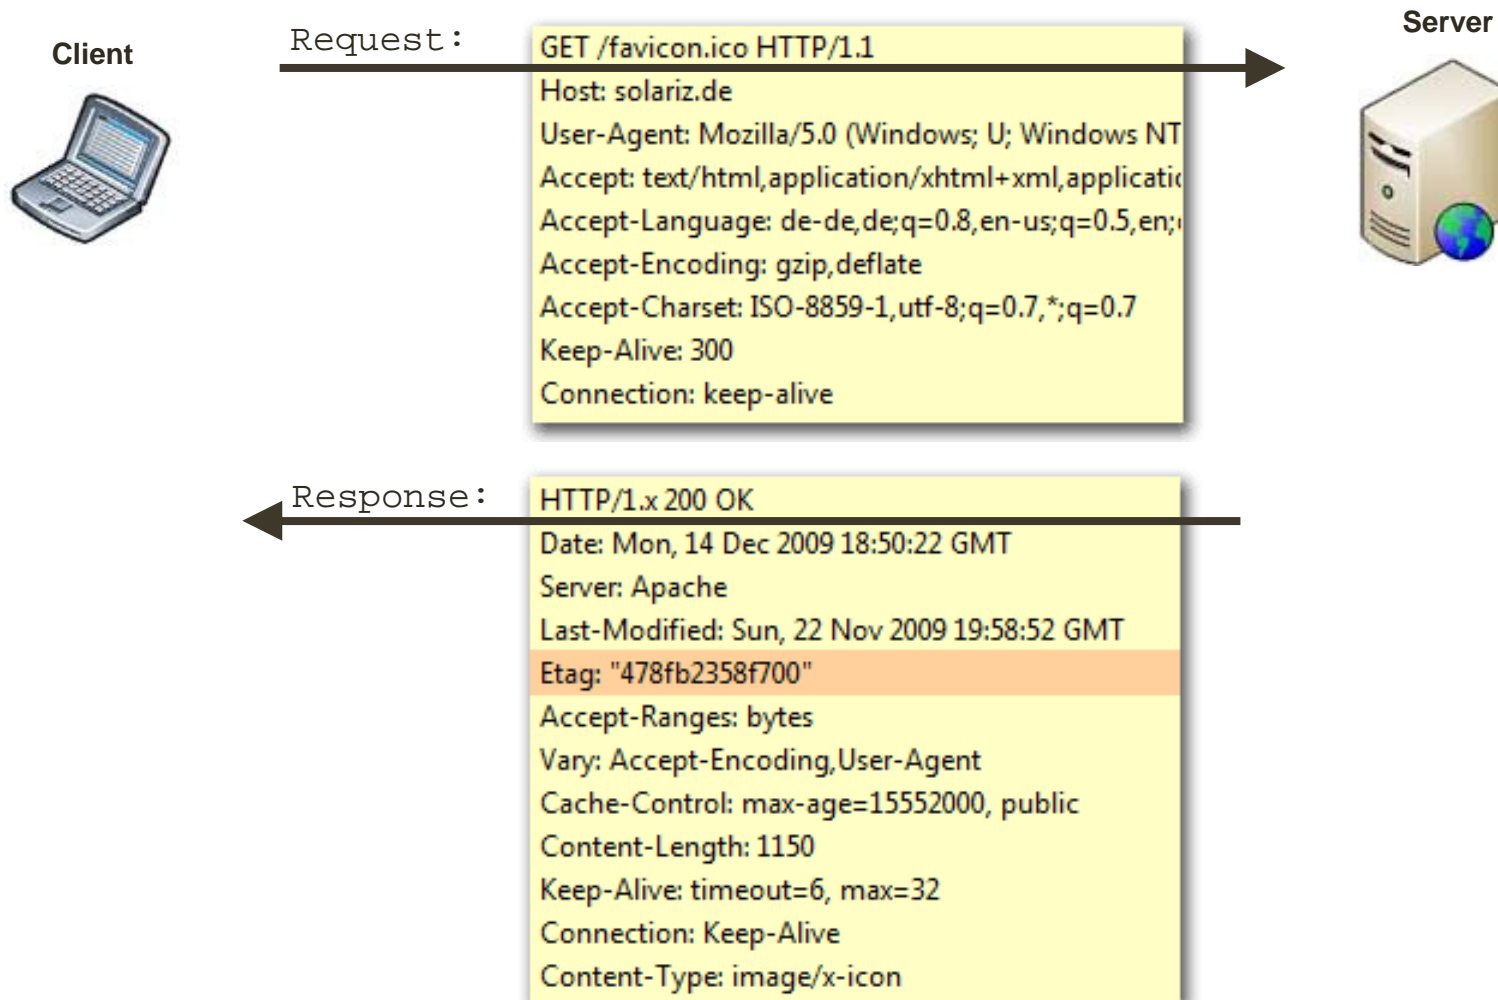 Client
Server
Request:
GET /favicon.ico HTTP/1.1
Host: solariz.de
User-Agent: Mozilla/5.0 (Windows; U; Windows NT
Accept: text/html,application/xhtml+xml,applicatio
Accept-Language: de-de,de;q=0.8,en-us;q=0.5,en;
Accept-Encoding: gzip,deflate
Accept-Charset: ISO-8859-1,utf-8;q=0.7,*;q=0.7
Keep-Alive: 300
Connection: keep-alive
Response:
HTTP/1.x 200 OK
Date: Mon, 14 Dec 2009 18:50:22 GMT
Server: Apache
Last-Modified: Sun, 22 Nov 2009 19:58:52 GMT
Etag: "478fb2358f700"
Accept-Ranges: bytes
Vary: Accept-Encoding,User-Agent
Cache-Control: max-age=15552000, public
Content-Length: 1150
Keep-Alive: timeout=6, max=32
Connection: Keep-Alive
Content-Type: image/x-icon